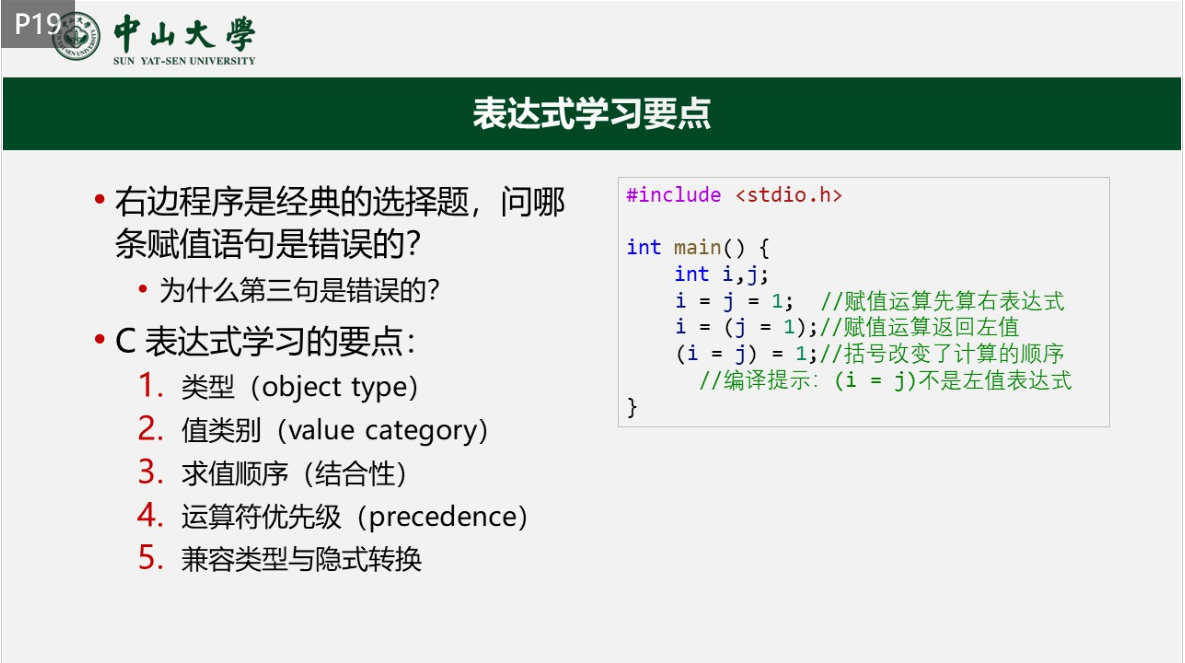 P19
中山大學
SUN YAT-SEN UNIVERSITY
表达式学习要点
• 右边程序是经典的选择题，问哪
条赋值语句是错误的？
• 为什么第三句是错误的？
• C 表达式学习的要点：
1. 类型（object type）
2. 值类别（value category）
3. 求值顺序（结合性）
4. 运算符优先级（precedence）
5. 兼容类型与隐式转换
#include <stdio.h>
int main() {
    int i,j;
    i = j = 1;  //赋值运算先算右表达式
    i = (j = 1);//赋值运算返回左值
    (i = j) = 1;//括号改变了计算的顺序
      //编译提示：(i = j)不是左值表达式
}